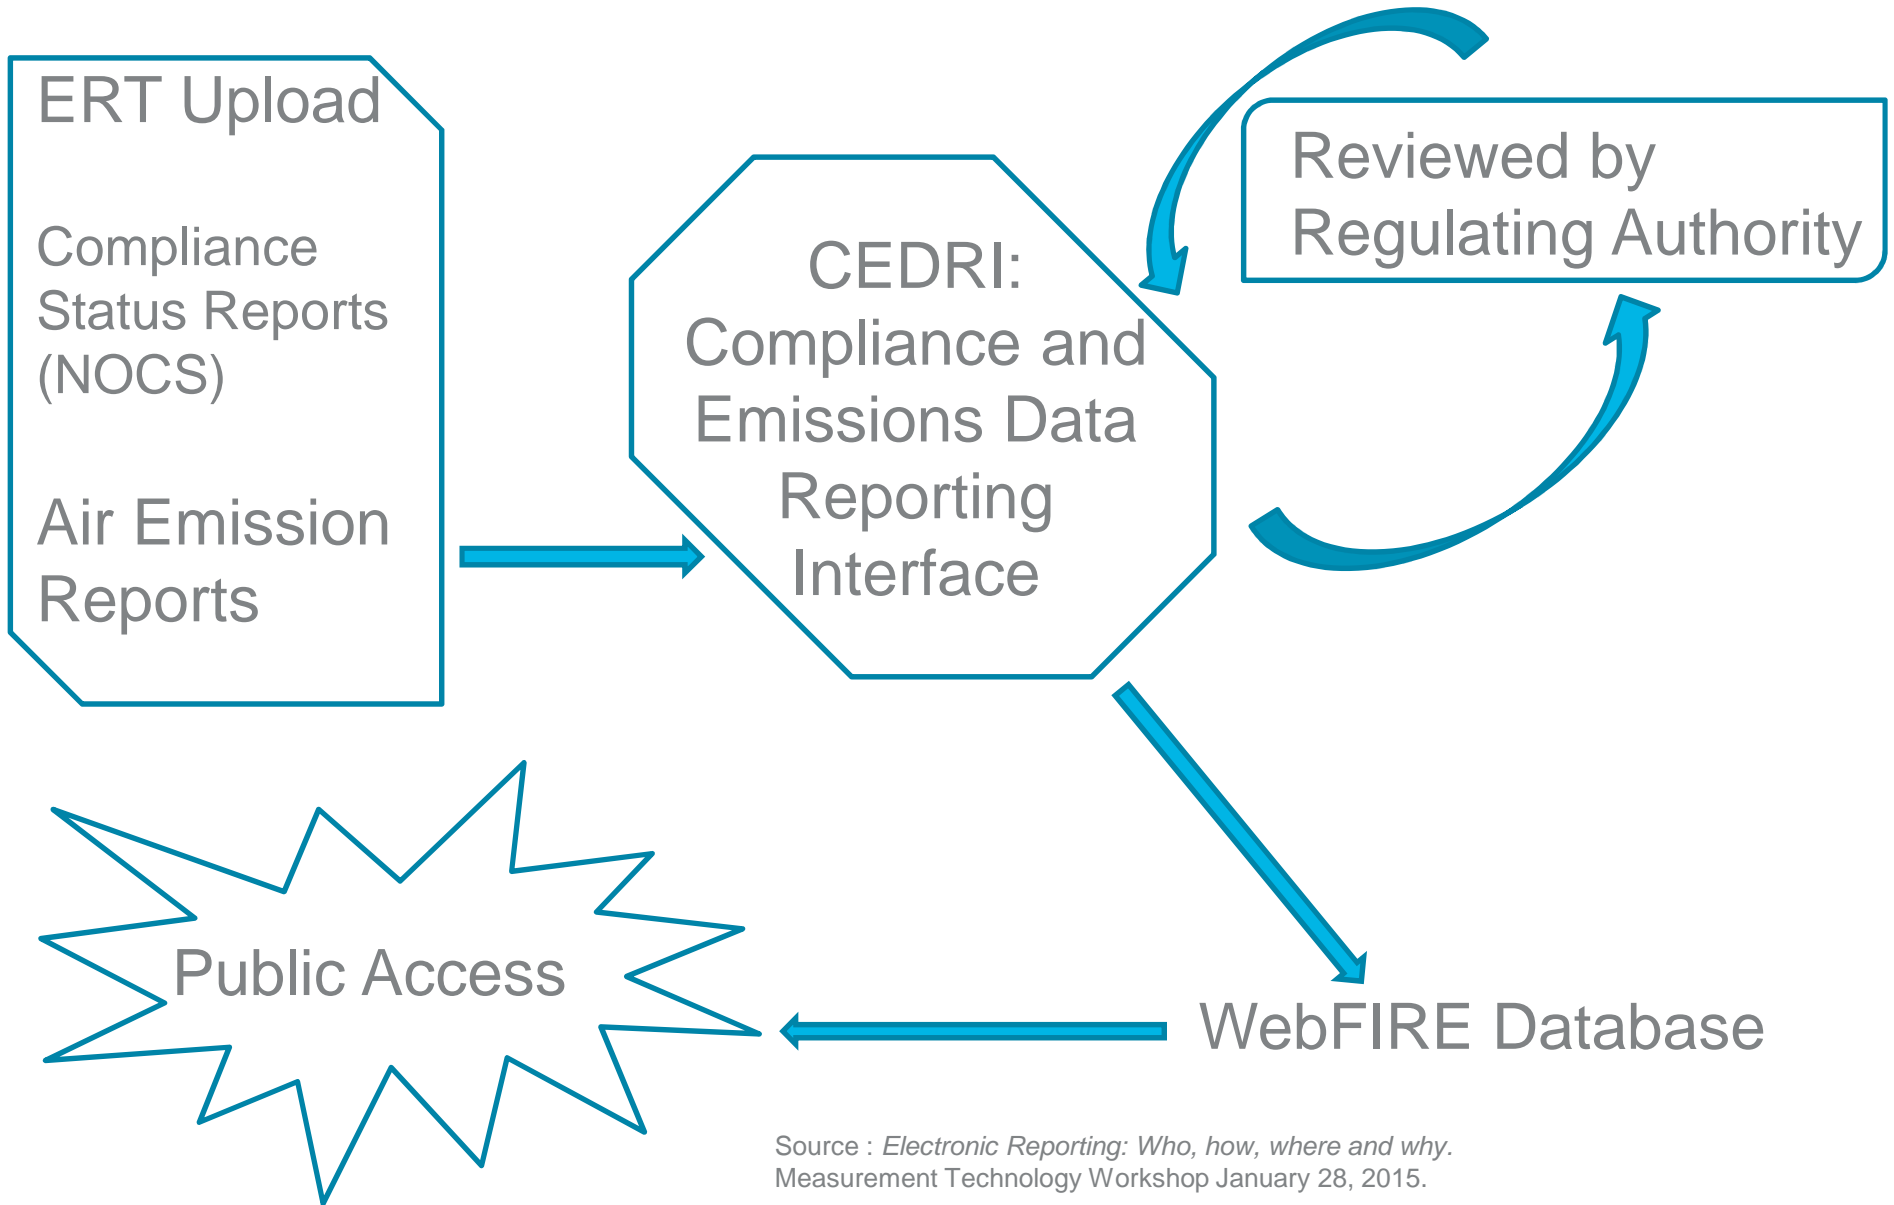 ERT Upload
Compliance
Status Reports
(NOCS)
Air Emission
Reports
CEDRI:
Compliance and
Emissions Data
Reporting
Interface
Reviewed by
Regulating Authority
Public Access
WebFIRE Database
Source : Electronic Reporting: Who, how, where and why.
Measurement Technology Workshop January 28, 2015.